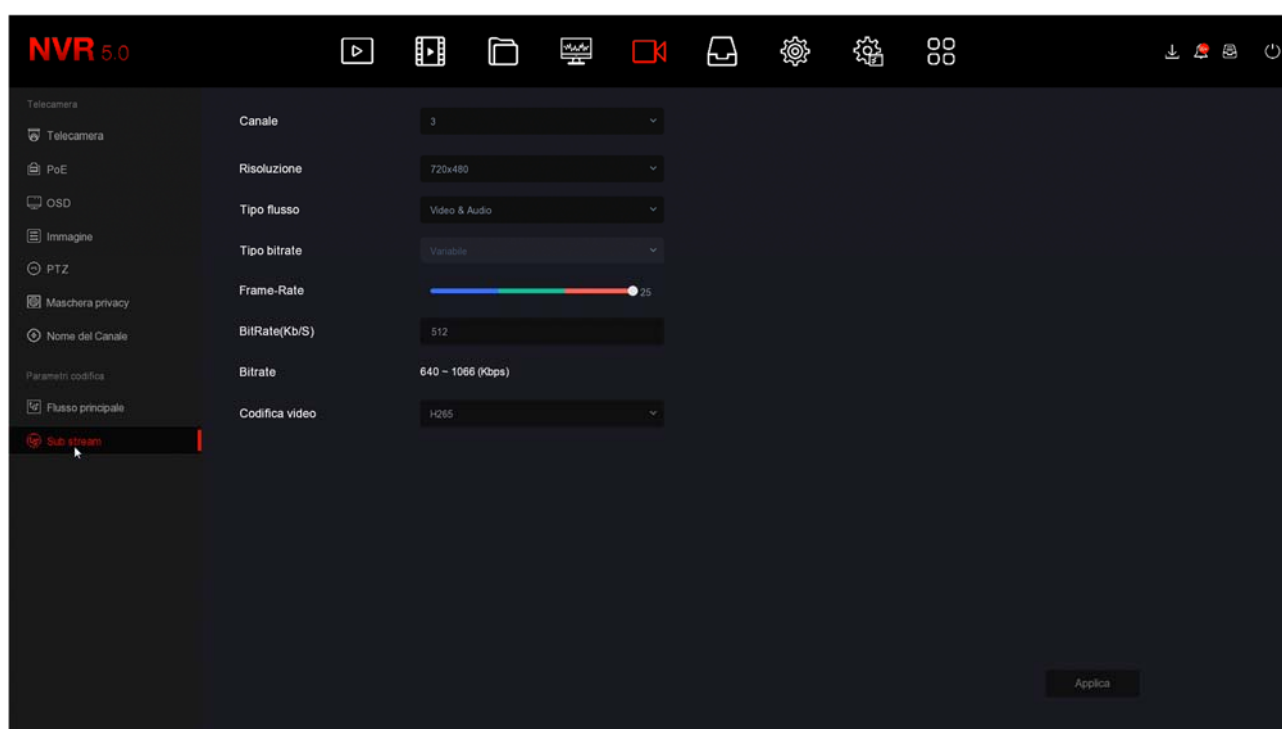 NVR 5.0
Telecamera
Telecamera
PoE
OSD
Immagine
PTZ
Maschera privacy
Nome del Canale
Parametri codifica
Flusso principale
Sub stream
Canale 3
Risoluzione 720x480
Tipo flusso Video & Audio
Tipo bitrate Variabile
Frame-Rate 25
BitRate(Kb/S) 512
Bitrate 640 ~ 1066 (Kbps)
Codifica video H265
Applica